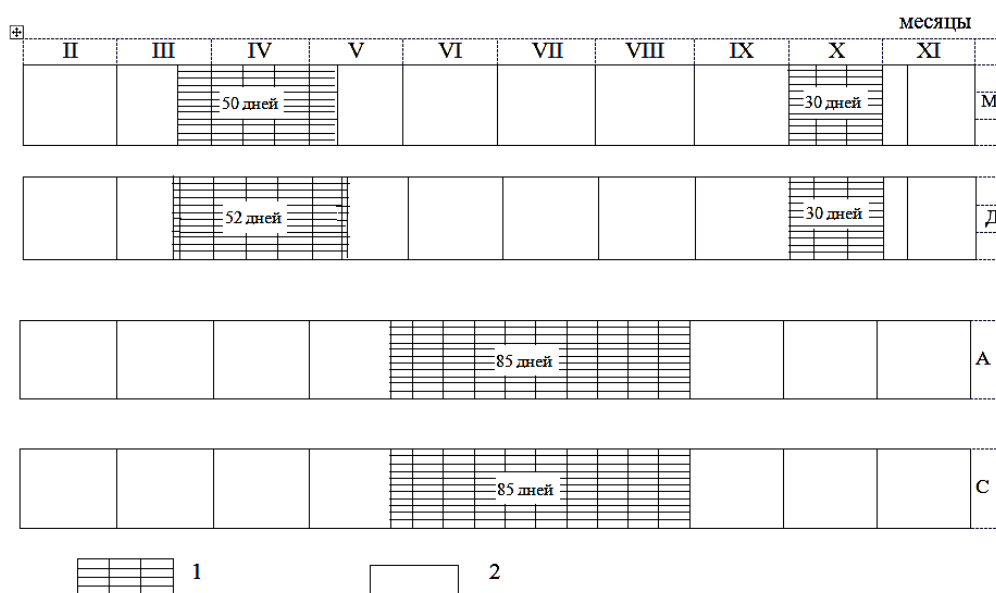 месяцы
II III IV V VI VII VIII IX X XI
50 дней 30 дней М
52 дней 30 дней Д
85 дней А
85 дней С
1 2